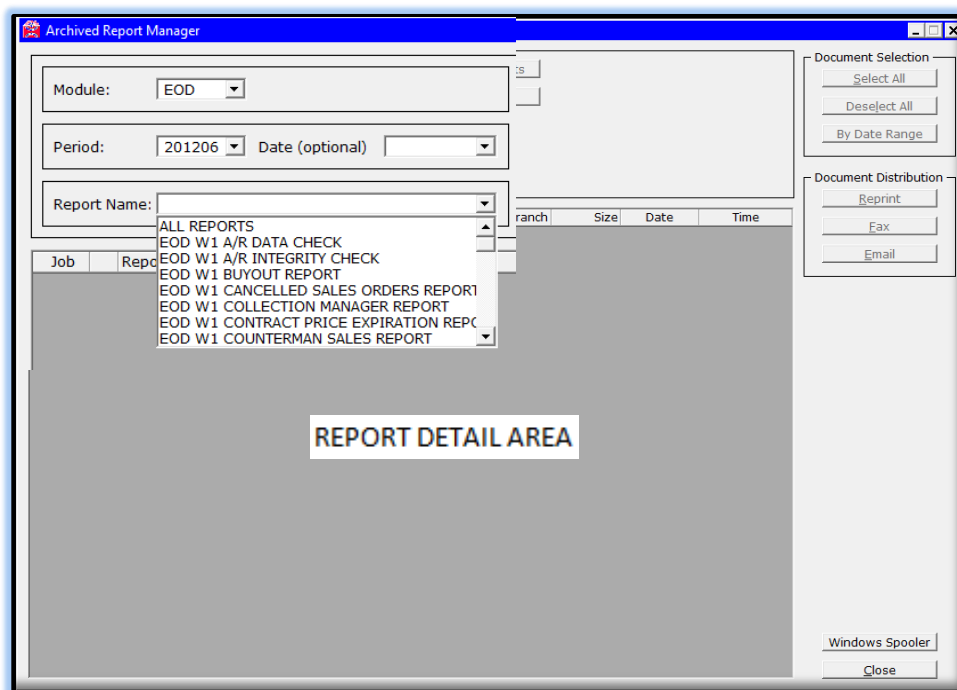 Archived Report Manager
Module: EOD
Period: 201206 Date (optional)
Report Name:
ALL REPORTS
EOD W1 A/R DATA CHECK
EOD W1 A/R INTEGRITY CHECK
EOD W1 BUYOUT REPORT
EOD W1 CANCELLED SALES ORDERS REPORT
EOD W1 COLLECTION MANAGER REPORT
EOD W1 CONTRACT PRICE EXPIRATION REPO
EOD W1 COUNTERMAN SALES REPORT
Job Repo
ranch Size Date Time
REPORT DETAIL AREA
Document Selection
Select All
Deselect All
By Date Range
Document Distribution
Reprint
Fax
Email
Windows Spooler
Close